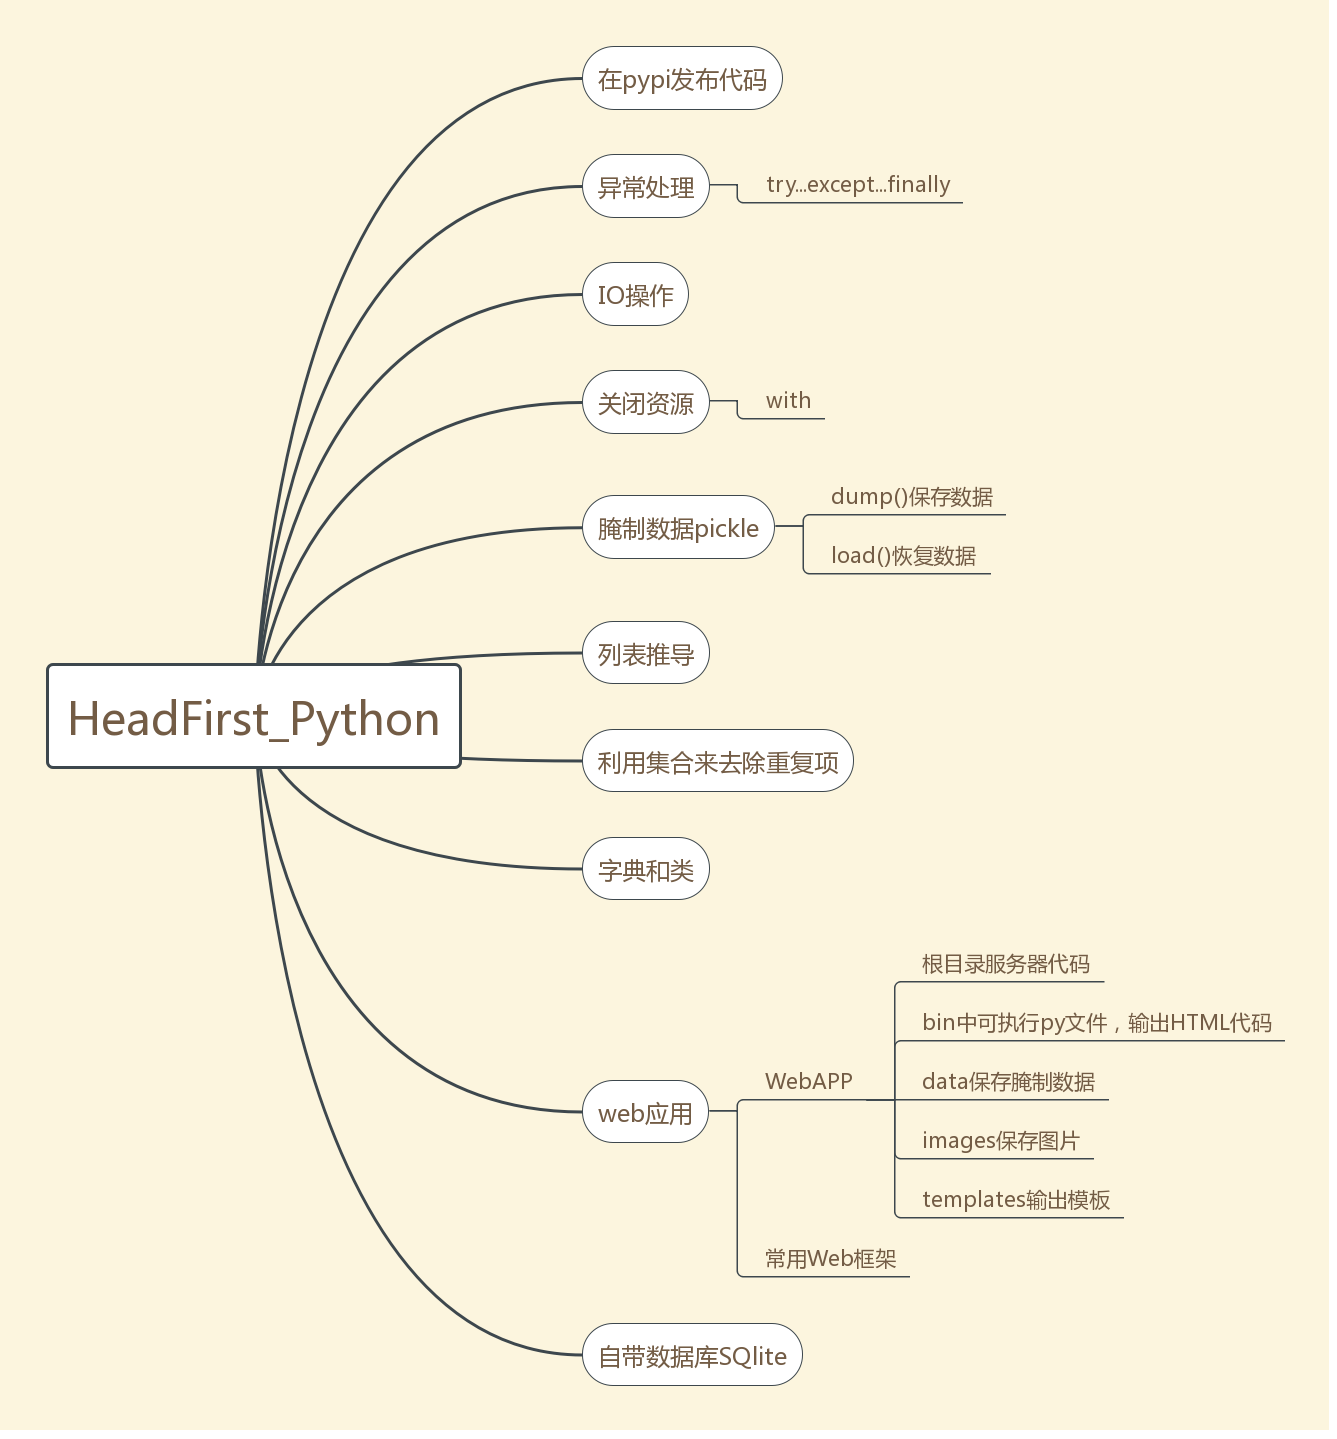 在pypi发布代码
异常处理
try...except...finally
IO操作
关闭资源
with
腌制数据pickle
dump()保存数据
load()恢复数据
列表推导
HeadFirst_Python
利用集合来去除重复项
字典和类
web应用
WebAPP
根目录服务器代码
bin中可执行py文件，输出HTML代码
data保存腌制数据
images保存图片
templates输出模板
常用Web框架
自带数据库SQlite